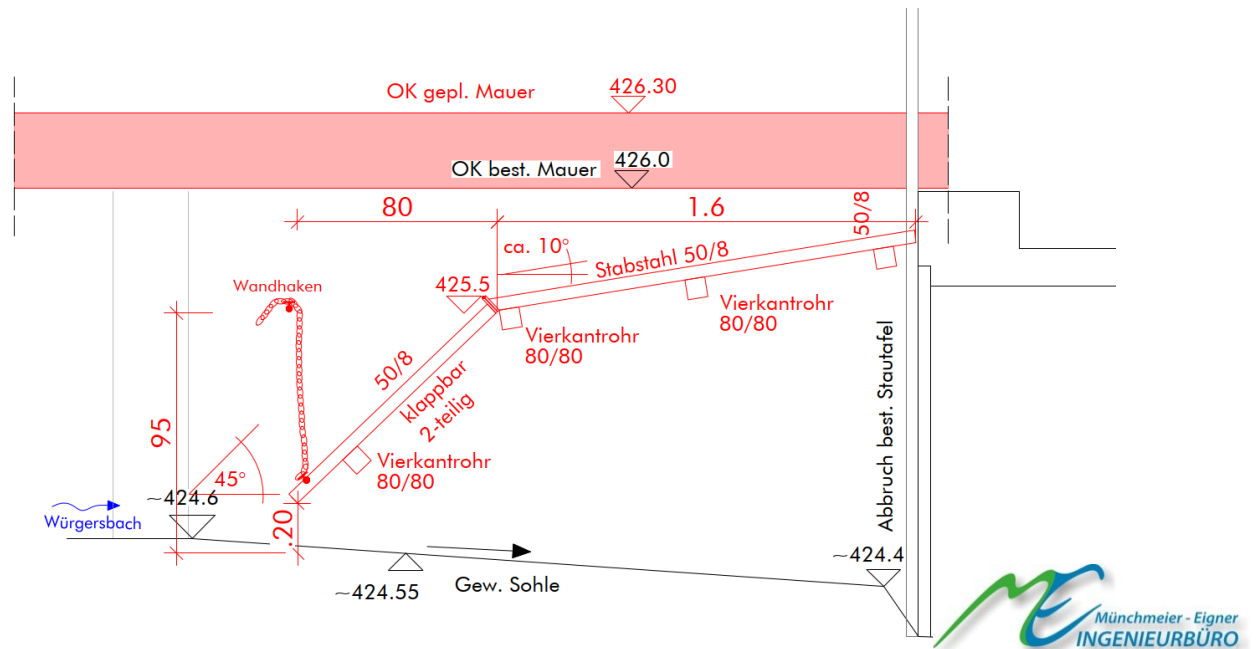 OK gepl. Mauer
426.30
OK best. Mauer
426.0
80
1.6
50/8
ca. 10°
Stabstahl 50/8
Wandhaken
425.5
Vierkantrohr
80/80
Vierkantrohr
80/80
50/8
klappbar
2-teilig
95
45°
Vierkantrohr
80/80
Abbruch best. Stautafel
~424.6
Würgersbach
.20
~424.55
Gew. Sohle
~424.4
Münchmeier - Eigner
INGENIEURBÜRO